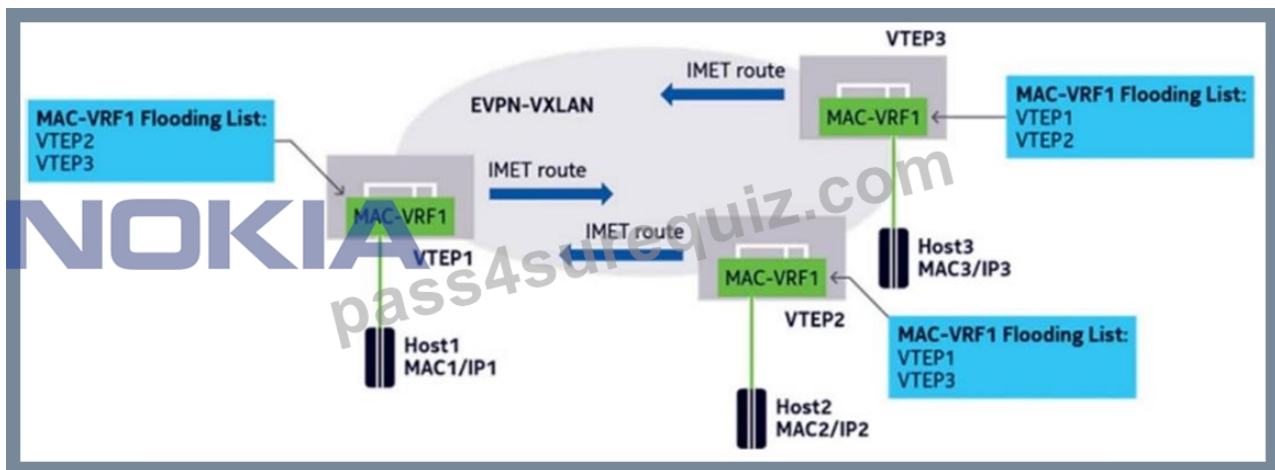 VTEP3
IMET route
EVPN-VXLAN
MAC-VRF1 Flooding List:
VTEP2
VTEP3
MAC-VRF1
MAC-VRF1 Flooding List:
VTEP1
VTEP2
IMET route
MAC-VRF1
VTEP1
IMET route
MAC-VRF1
VTEP2
Host3
MAC3/IP3
MAC-VRF1 Flooding List:
VTEP1
VTEP3
Host1
MAC1/IP1
Host2
MAC2/IP2
NOKIA
pass4surequiz.com